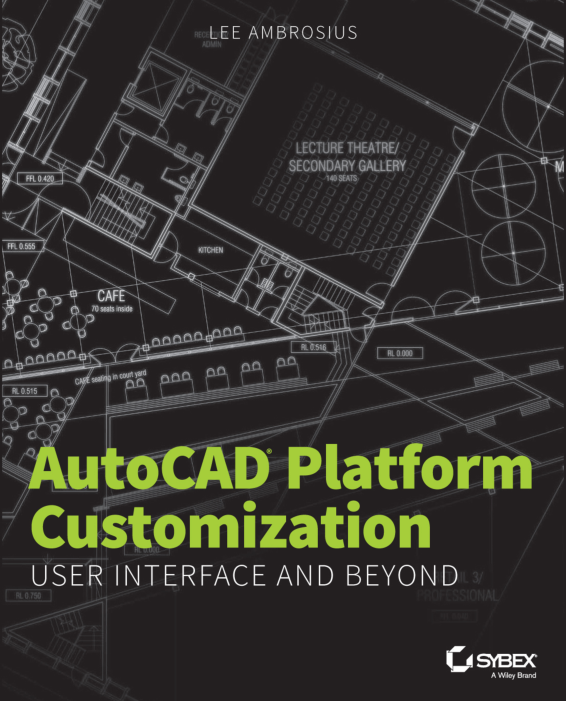 LEE AMBROSIUS
LECTURE THEATRE/
SECONDARY GALLERY
140 SEATS
FFL 0.420
FFL 0.555
KITCHEN
CAFE
70 seats inside
RL 0.516
RL 0.000
CAFE seating in court yard
RL 0.515
AutoCAD® Platform
Customization
USER INTERFACE AND BEYOND
PROFESSIONAL
RL 0.750
SYBEX®
A Wiley Brand